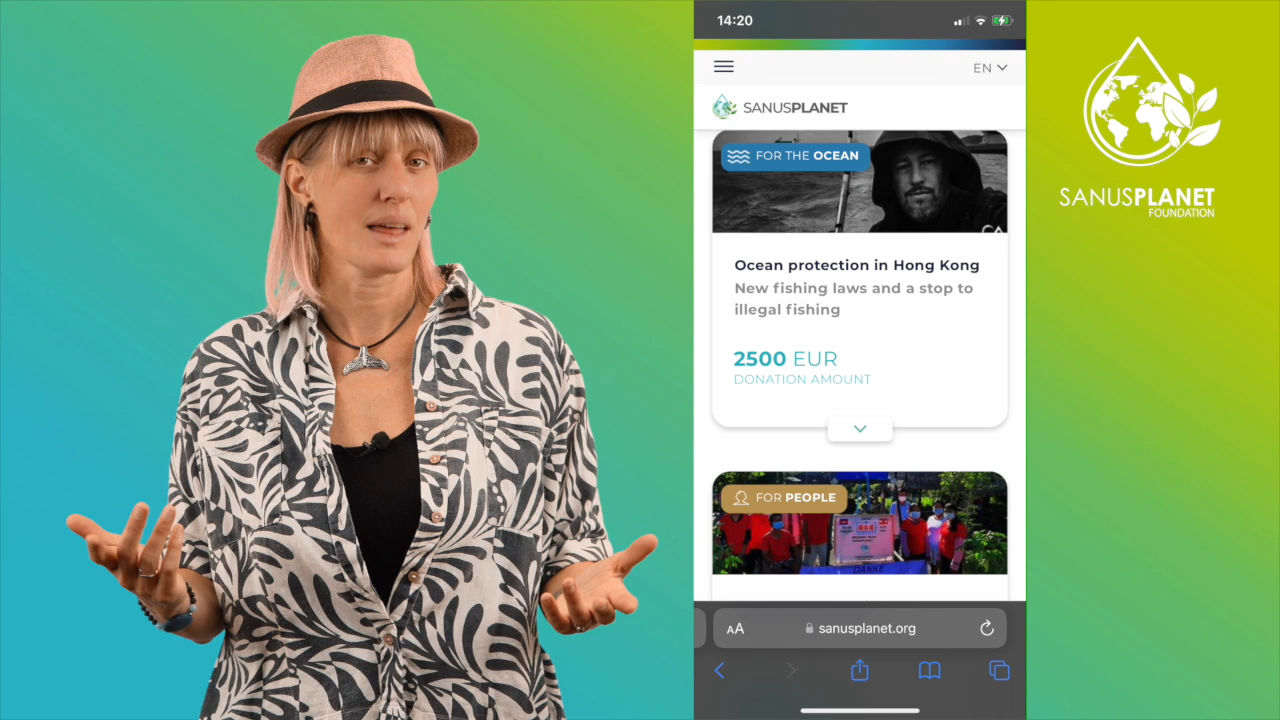 14:20
EN
SANUSPLANET
FOR THE OCEAN
Ocean protection in Hong Kong
New fishing laws and a stop to
illegal fishing
2500 EUR
DONATION AMOUNT
FOR PEOPLE
DANKE
AA
sanusplanet.org
SANUSPLANET
FOUNDATION